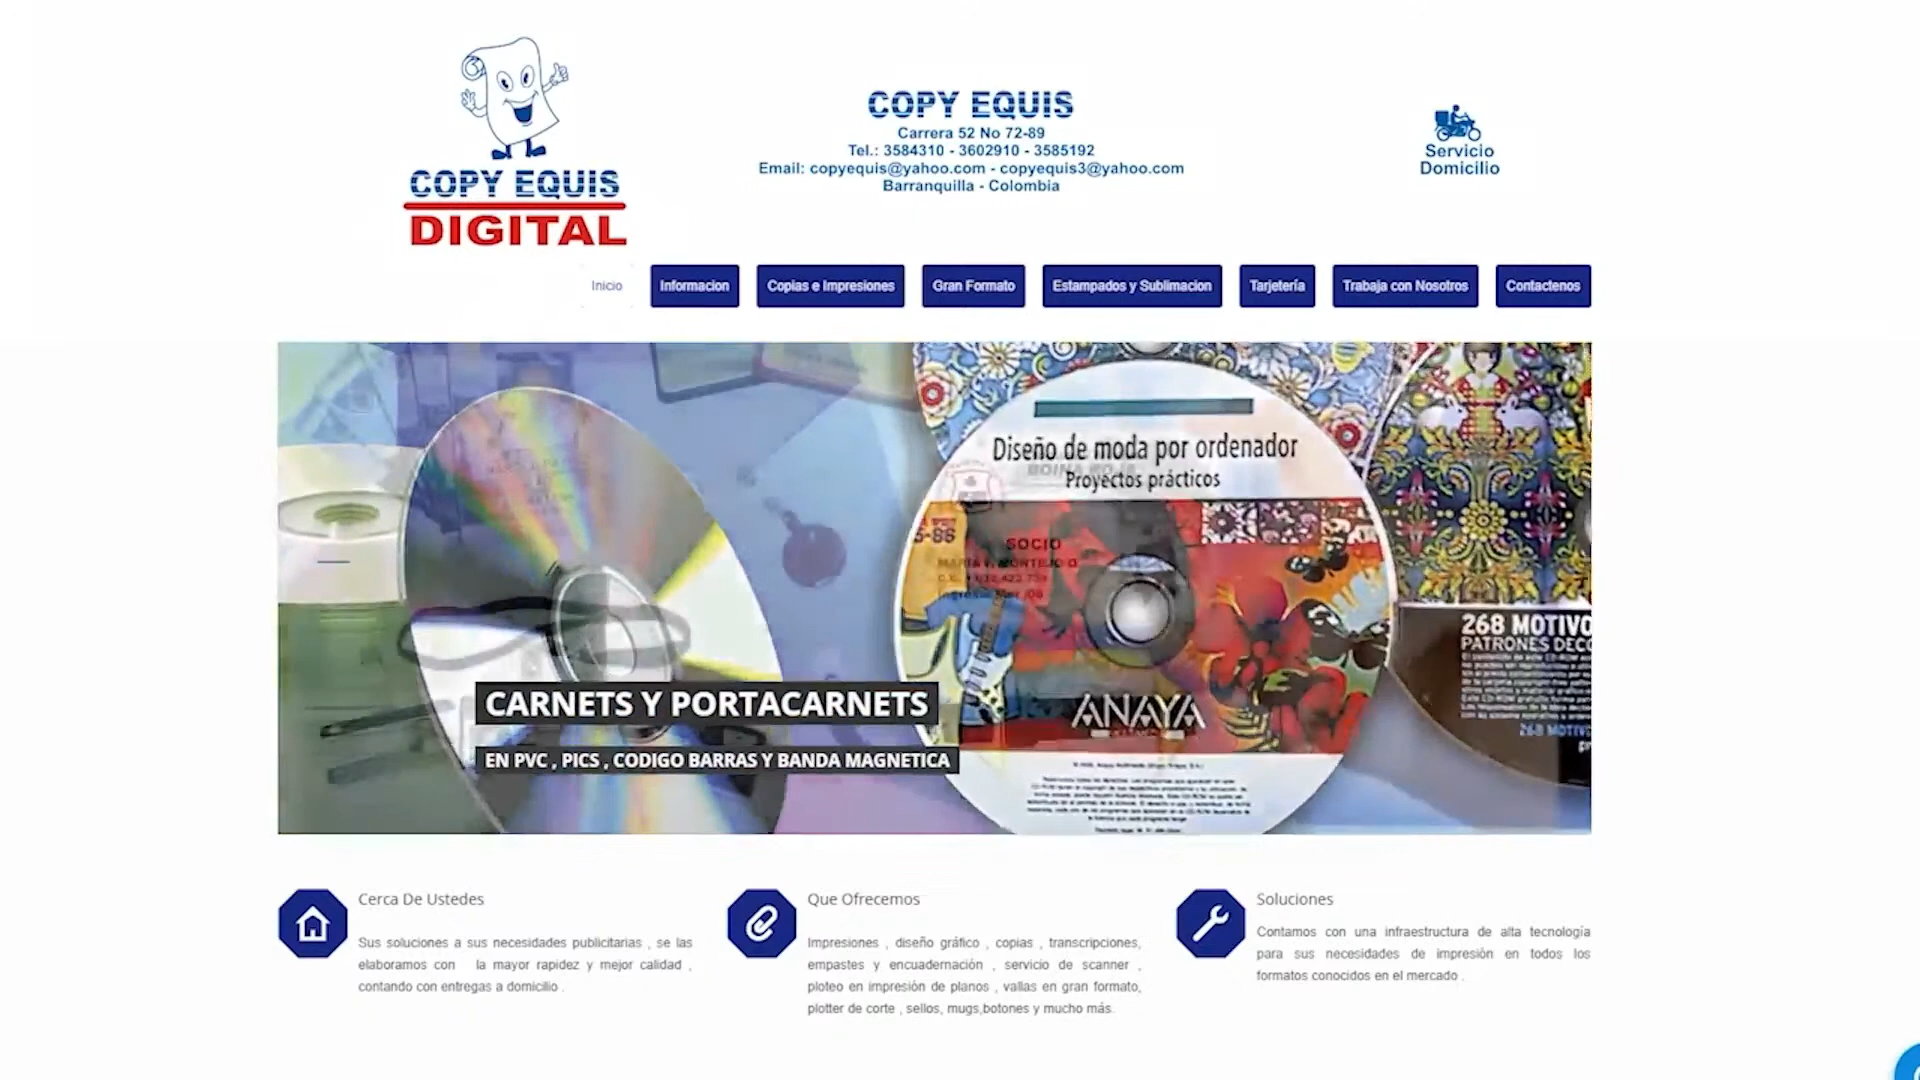 COPY EQUIS
DIGITAL
COPY EQUIS
Carrera 52 No 72-89
Tel.: 3584310 - 3602910 - 3585192
Email: copyequis@yahoo.com - copyequis3@yahoo.com
Barranquilla - Colombia
Servicio
Domicilio
Inicio
Informacion
Copias e Impresiones
Gran Formato
Estampados y Sublimacion
Tarjetería
Trabaja con Nosotros
Contactenos
Diseño de moda por ordenador
BOINA ROJA
Proyectos prácticos
SOCIO
ANAYA
268 MOTIVO
PATRONES DECO
268 MOTIVO
CARNETS Y PORTACARNETS
EN PVC , PICS , CODIGO BARRAS Y BANDA MAGNETICA
Cerca De Ustedes
Sus soluciones a sus necesidades publicitarias , se las
elaboramos con la mayor rapidez y mejor calidad ,
contando con entregas a domicilio .
Que Ofrecemos
Impresiones , diseño gráfico , copias , transcripciones,
empastes y encuadernación , servicio de scanner ,
ploteo en impresión de planos , vallas en gran formato,
plotter de corte , sellos, mugs,botones y mucho más.
Soluciones
Contamos con una infraestructura de alta tecnología
para sus necesidades de impresión en todos los
formatos conocidos en el mercado .